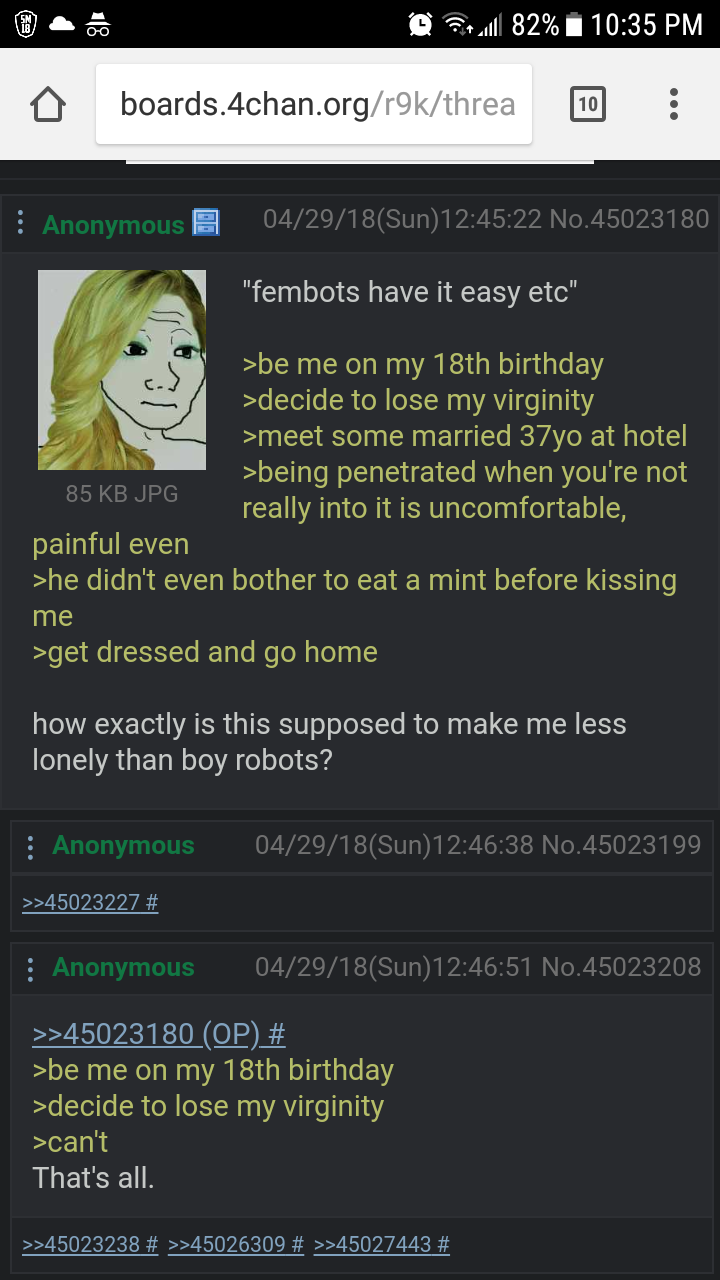 SN 18 82% 10:35 PM
boards.4chan.org/r9k/threa 10
Anonymous 04/29/18(Sun)12:45:22 No.45023180
"fembots have it easy etc"
>be me on my 18th birthday
>decide to lose my virginity
>meet some married 37yo at hotel
>being penetrated when you're not
really into it is uncomfortable,
painful even
>he didn't even bother to eat a mint before kissing
me
>get dressed and go home
85 KB JPG
how exactly is this supposed to make me less
lonely than boy robots?
Anonymous 04/29/18(Sun)12:46:38 No.45023199
>>45023227 #
Anonymous 04/29/18(Sun)12:46:51 No.45023208
>>45023180 (OP) #
>be me on my 18th birthday
>decide to lose my virginity
>can't
That's all.
>>45023238 # >>45026309 # >>45027443 #